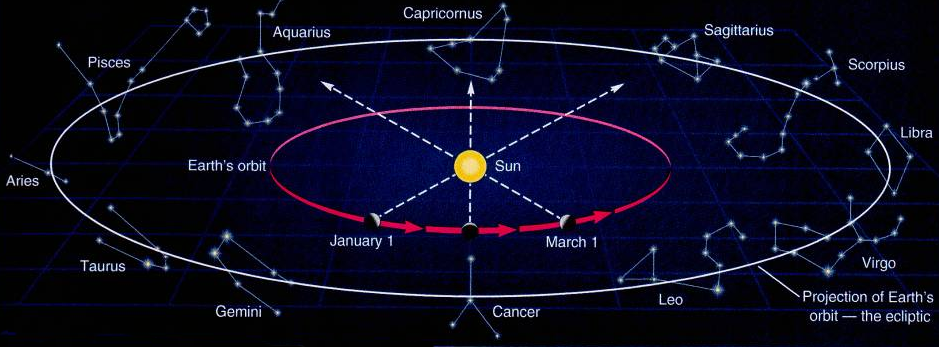 Capricornus
Aquarius
Sagittarius
Pisces
Scorpius
Libra
Earth's orbit
Sun
Aries
January 1
March 1
Taurus
Virgo
Leo
Gemini
Cancer
Projection of Earth's
orbit — the ecliptic